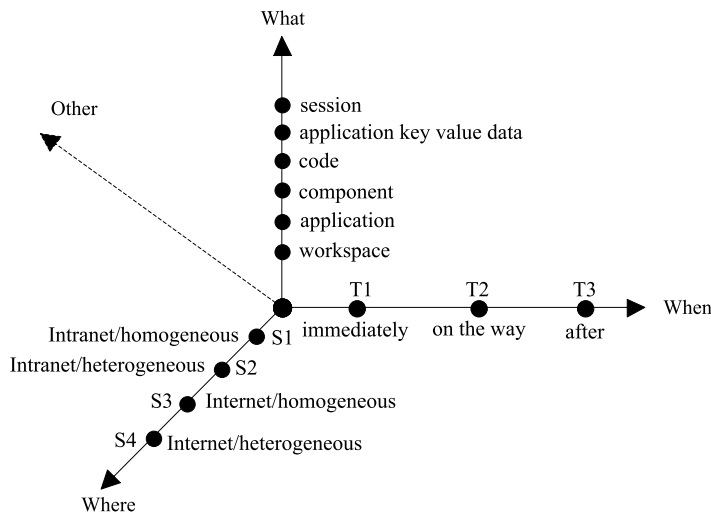 What
Other
session
application key value data
code
component
application
workspace
T1 T2 T3
When
immediately on the way after
Intranet/homogeneous S1
Intranet/heterogeneous S2
S3 Internet/homogeneous
S4 Internet/heterogeneous
Where